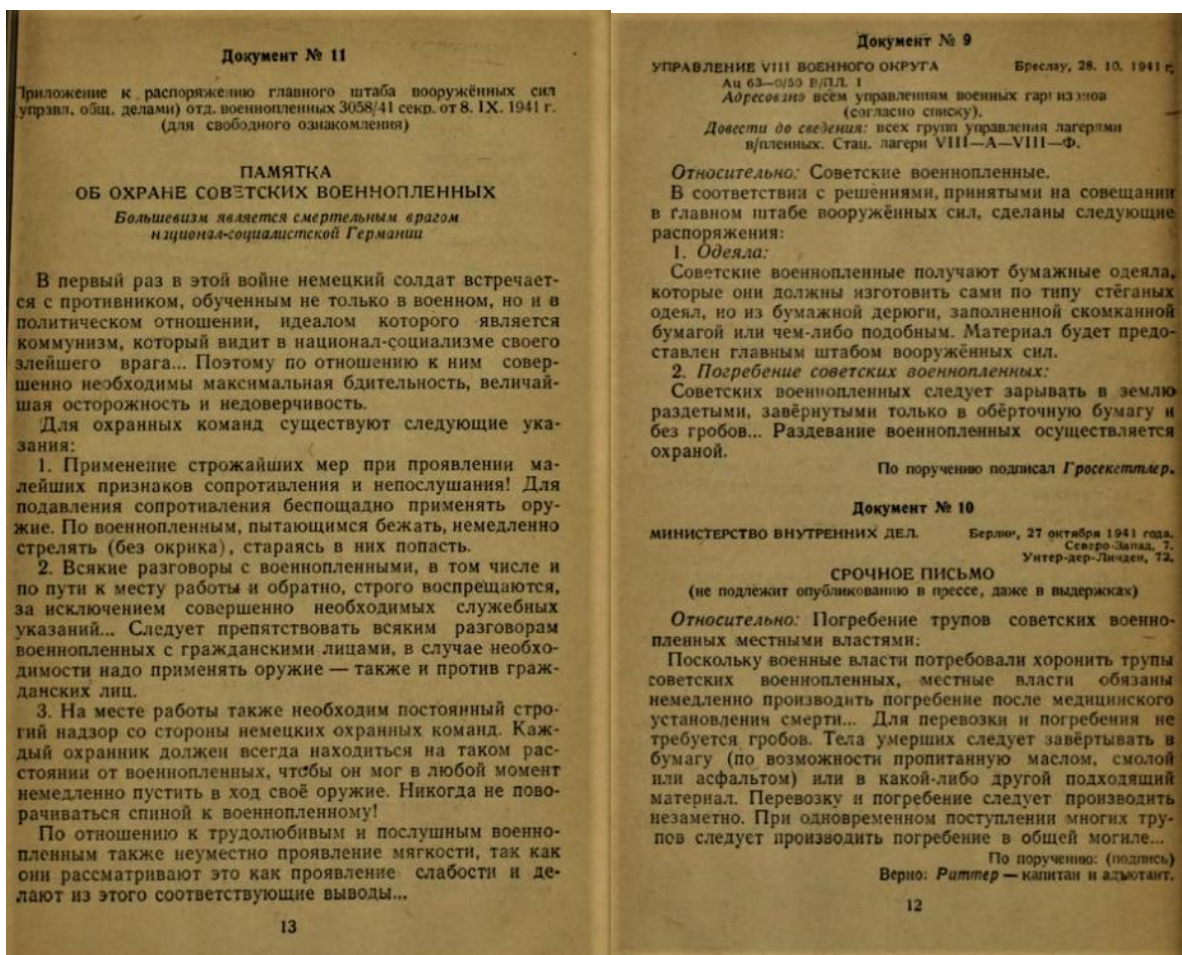 Документ № 11
Приложение к распоряжению главного штаба вооружённых сил
управл. общ. делами) отд. военнопленных 3058/41 секр. от 8. IX. 1941 г.
(для свободного ознакомления)
ПАМЯТКА
ОБ ОХРАНЕ СОВЕТСКИХ ВОЕННОПЛЕННЫХ
Большевизм является смертельным врагом
национал-социалистской Германии
В первый раз в этой войне немецкий солдат встречает-
ся с противником, обученным не только в военном, но и в
политическом отношении, идеалом которого является
коммунизм, который видит в национал-социализме своего
злейшего врага... Поэтому по отношению к ним совер-
шенно необходимы максимальная бдительность, величай-
шая осторожность и недоверчивость.
Для охранных команд существуют следующие ука-
зания:
1. Применение строжайших мер при проявлении ма-
лейших признаков сопротивления и непослушания! Для
подавления сопротивления беспощадно применять ору-
жие. По военнопленным, пытающимся бежать, немедленно
стрелять (без окрика), стараясь в них попасть.
2. Всякие разговоры с военнопленными, в том числе и
по пути к месту работы и обратно, строго воспрещаются,
за исключением совершенно необходимых служебных
указаний... Следует препятствовать всяким разговорам
военнопленных с гражданскими лицами, в случае необхо-
димости надо применять оружие — также и против граж-
данских лиц.
3. На месте работы также необходим постоянный стро-
гий надзор со стороны немецких охранных команд. Каж-
дый охранник должен всегда находиться на таком рас-
стоянии от военнопленных, чтобы он мог в любой момент
немедленно пустить в ход своё оружие. Никогда не пово-
рачиваться спиной к военнопленному!
По отношению к трудолюбивым и послушным военно-
пленным также неуместно проявление мягкости, так как
они рассматривают это как проявление слабости и де-
лают из этого соответствующие выводы...
13
Документ № 9
УПРАВЛЕНИЕ VIII ВОЕННОГО ОКРУГА Бреслау, 28. 10. 1941 г.
Ац 63—0/50 В/ПЛ. 1
Адресовано всем управлениям военных гарнизонов
(согласно списку).
Довести до сведения: всех групп управления лагерями
в/пленных. Стац. лагери VIII—А—VIII—Ф.
Относительно: Советские военнопленные.
В соответствии с решениями, принятыми на совещании
в главном штабе вооружённых сил, сделаны следующие
распоряжения:
1. Одеяла:
Советские военнопленные получают бумажные одеяла,
которые они должны изготовить сами по типу стёганых
одеял, но из бумажной дерюги, заполненной скомканной
бумагой или чем-либо подобным. Материал будет предо-
ставлен главным штабом вооружённых сил.
2. Погребение советских военнопленных:
Советских военнопленных следует зарывать в землю
раздетыми, завёрнутыми только в обёрточную бумагу и
без гробов... Раздевание военнопленных осуществляется
охраной.
По поручению подписал Гросекеттлер.
Документ № 10
МИНИСТЕРСТВО ВНУТРЕННИХ ДЕЛ. Берлин, 27 октября 1941 года.
Северо-Запад, 7.
Унтер-дер-Линден, 72.
СРОЧНОЕ ПИСЬМО
(не подлежит опубликованию в прессе, даже в выдержках)
Относительно: Погребение трупов советских военно-
пленных местными властями:
Поскольку военные власти потребовали хоронить трупы
советских военнопленных, местные власти обязаны
немедленно производить погребение после медицинского
установления смерти... Для перевозки и погребения не
требуется гробов. Тела умерших следует завёртывать в
бумагу (по возможности пропитанную маслом, смолой
или асфальтом) или в какой-либо другой подходящий
материал. Перевозку и погребение следует производить
незаметно. При одновременном поступлении многих тру-
пов следует производить погребение в общей могиле...
По поручению: (подпись)
Верно: Риттер — капитан и адъютант.
12